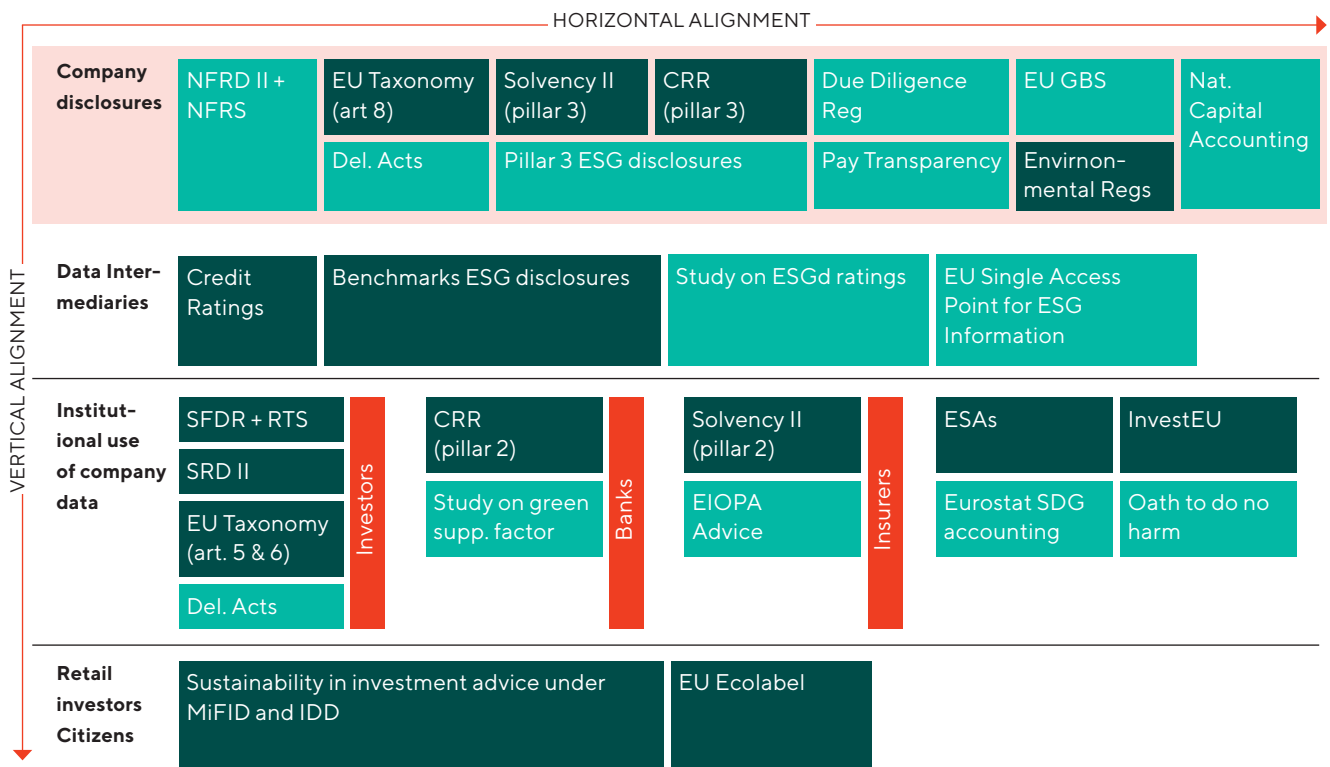 HORIZONTAL ALIGNMENT
VERTICAL ALIGNMENT
Company
disclosures
NFRD II +
NFRS
EU Taxonomy
(art 8)
Del. Acts
Solvency II
(pillar 3)
CRR
(pillar 3)
Pillar 3 ESG disclosures
Due Diligence
Reg
Pay Transparency
EU GBS
Envirnon-
mental Regs
Nat.
Capital
Accounting
Data Inter-
mediaries
Credit
Ratings
Benchmarks ESG disclosures
Study on ESGd ratings
EU Single Access
Point for ESG
Information
Institut-
ional use
of company
data
SFDR + RTS
SRD II
EU Taxonomy
(art. 5 & 6)
Del. Acts
Investors
CRR
(pillar 2)
Study on green
supp. factor
Banks
Solvency II
(pillar 2)
EIOPA
Advice
Insurers
ESAs
Eurostat SDG
accounting
InvestEU
Oath to do no
harm
Retail
investors
Citizens
Sustainability in investment advice under
MiFID and IDD
EU Ecolabel